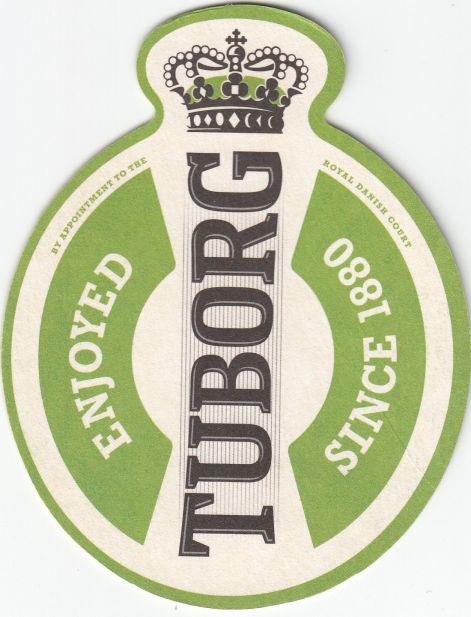 BY APPOINTMENT TO THE
ROYAL DANISH COURT
TUBORG
ENJOYED
SINCE 1880